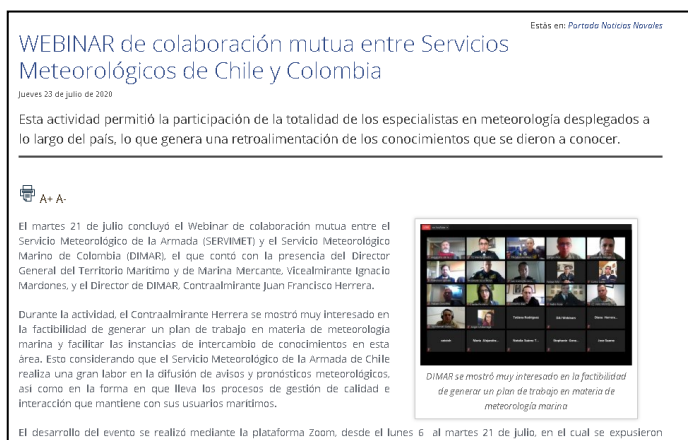 Estás en: Portada Noticias Navales
WEBINAR de colaboración mutua entre Servicios
Meteorológicos de Chile y Colombia
Jueves 23 de julio de 2020
Esta actividad permitió la participación de la totalidad de los especialistas en meteorología desplegados a
lo largo del país, lo que genera una retroalimentación de los conocimientos que se dieron a conocer.
A+ A-
El martes 21 de julio concluyó el Webinar de colaboración mutua entre el
Servicio Meteorológico de la Armada (SERVIMET) y el Servicio Meteorológico
Marino de Colombia (DIMAR), el que contó con la presencia del Director
General del Territorio Marítimo y de Marina Mercante, Vicealmirante Ignacio
Mardones, y el Director de DIMAR, Contraalmirante Juan Francisco Herrera.
Durante la actividad, el Contraalmirante Herrera se mostró muy interesado en
la factibilidad de generar un plan de trabajo en materia de meteorología
marina y facilitar las instancias de intercambio de conocimientos en esta
área. Esto considerando que el Servicio Meteorológico de la Armada de Chile
realiza una gran labor en la difusión de avisos y pronósticos meteorológicos,
así como en la forma en que lleva los procesos de gestión de calidad e
interacción que mantiene con sus usuarios marítimos.
DIMAR se mostró muy interesado en la factibilidad
de generar un plan de trabajo en materia de
meteorología marina
El desarrollo del evento se realizó mediante la plataforma Zoom, desde el lunes 6 al martes 21 de julio, en el cual se expusieron